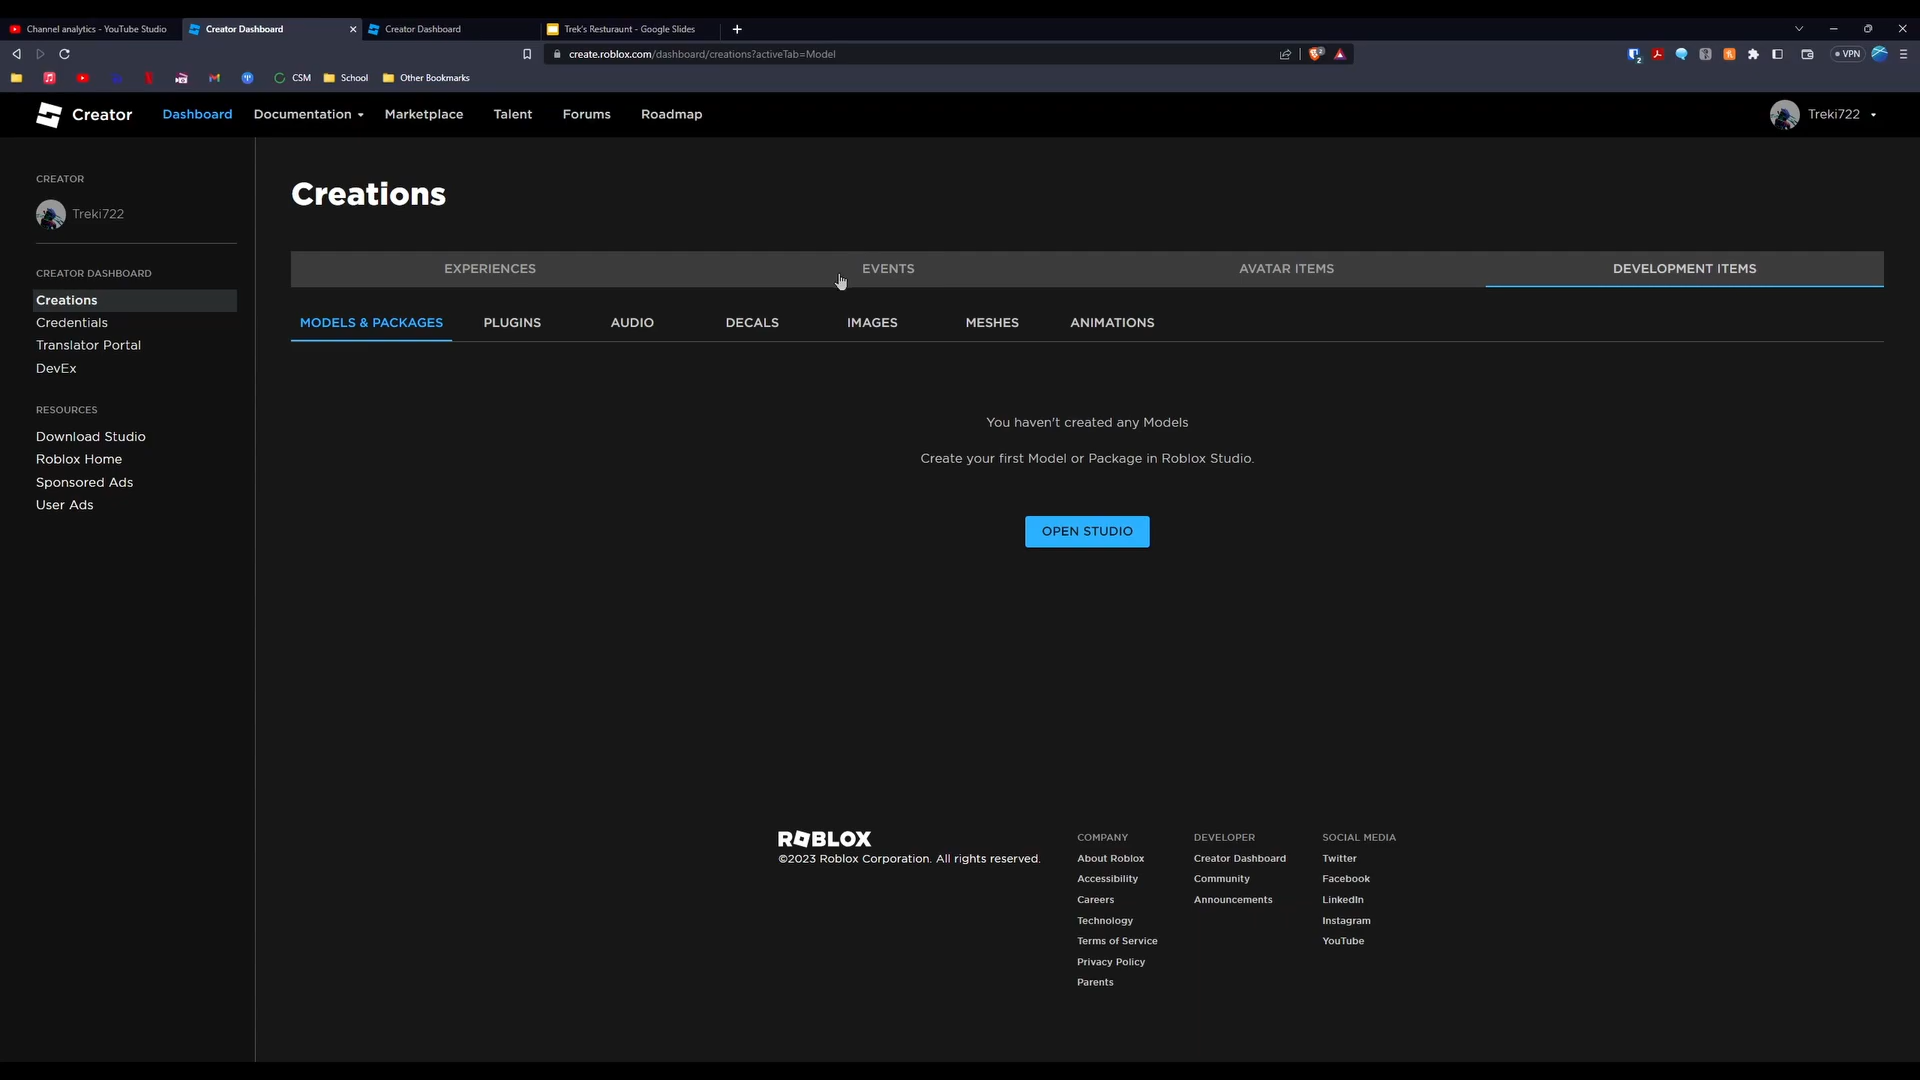 Channel analytics - YouTube Studio
Creator Dashboard
Creator Dashboard
Trek's Resturaunt - Google Slides
create.roblox.com/dashboard/creations?activeTab=Model
2
2
VPN
CSM
School
Other Bookmarks
Creator
Dashboard
Documentation
Marketplace
Talent
Forums
Roadmap
Treki722
CREATOR
Treki722
CREATOR DASHBOARD
Creations
Credentials
Translator Portal
DevEx
RESOURCES
Download Studio
Roblox Home
Sponsored Ads
User Ads
Creations
EXPERIENCES
EVENTS
AVATAR ITEMS
DEVELOPMENT ITEMS
MODELS & PACKAGES
PLUGINS
AUDIO
DECALS
IMAGES
MESHES
ANIMATIONS
You haven't created any Models
Create your first Model or Package in Roblox Studio.
OPEN STUDIO
ROBLOX
©2023 Roblox Corporation. All rights reserved.
COMPANY
About Roblox
Accessibility
Careers
Technology
Terms of Service
Privacy Policy
Parents
DEVELOPER
Creator Dashboard
Community
Announcements
SOCIAL MEDIA
Twitter
Facebook
LinkedIn
Instagram
YouTube